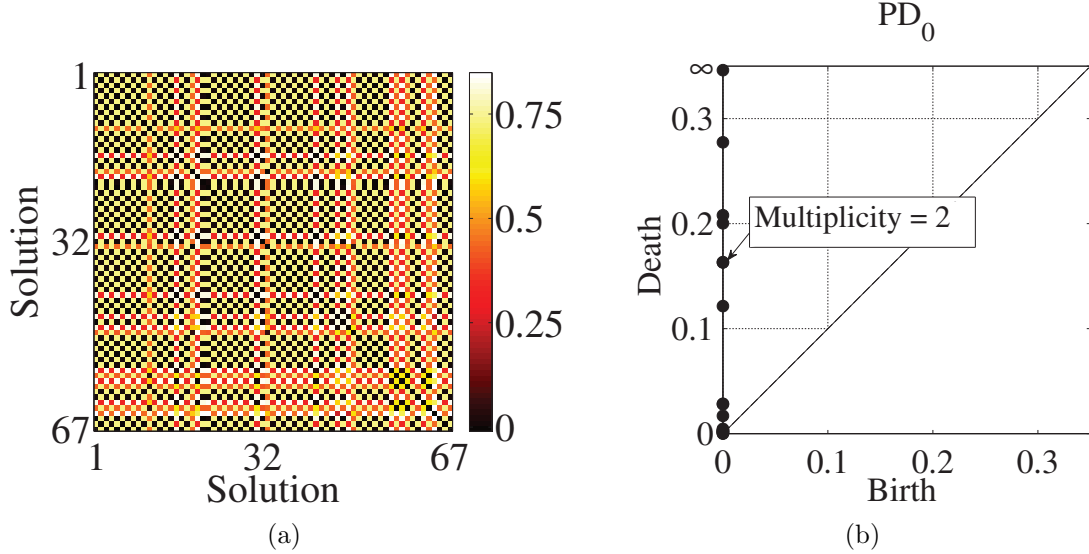 1
32
67
Solution
1
32
67
Solution
0.75
0.5
0.25
0
(a)
PD₀
∞
0.3
0.2
0.1
0
Death
Multiplicity = 2
0
0.1
0.2
0.3
Birth
(b)